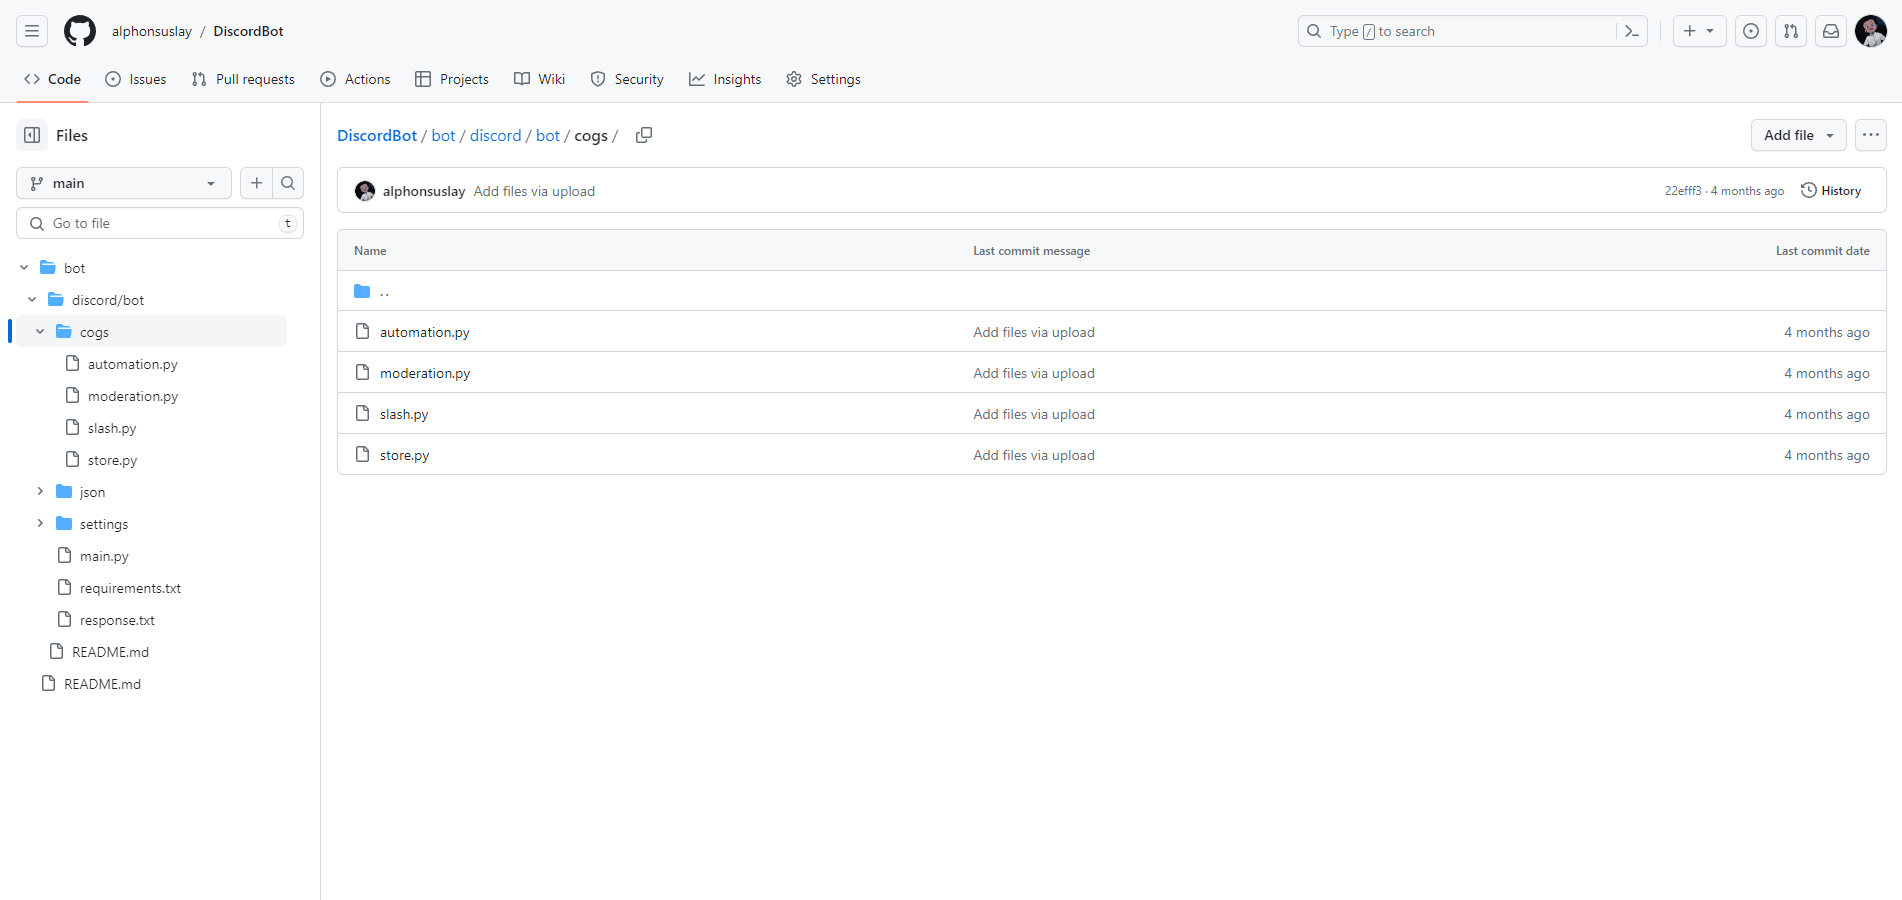 alphonsuslay / DiscordBot
Type / to search
Code
Issues
Pull requests
Actions
Projects
Wiki
Security
Insights
Settings
Files
main
Go to file
t
bot
discord/bot
cogs
automation.py
moderation.py
slash.py
store.py
json
settings
main.py
requirements.txt
response.txt
README.md
README.md
DiscordBot / bot / discord / bot / cogs /
Add file
alphonsuslay Add files via upload
22efff3 · 4 months ago
History
Name Last commit message Last commit date
..
automation.py Add files via upload 4 months ago
moderation.py Add files via upload 4 months ago
slash.py Add files via upload 4 months ago
store.py Add files via upload 4 months ago